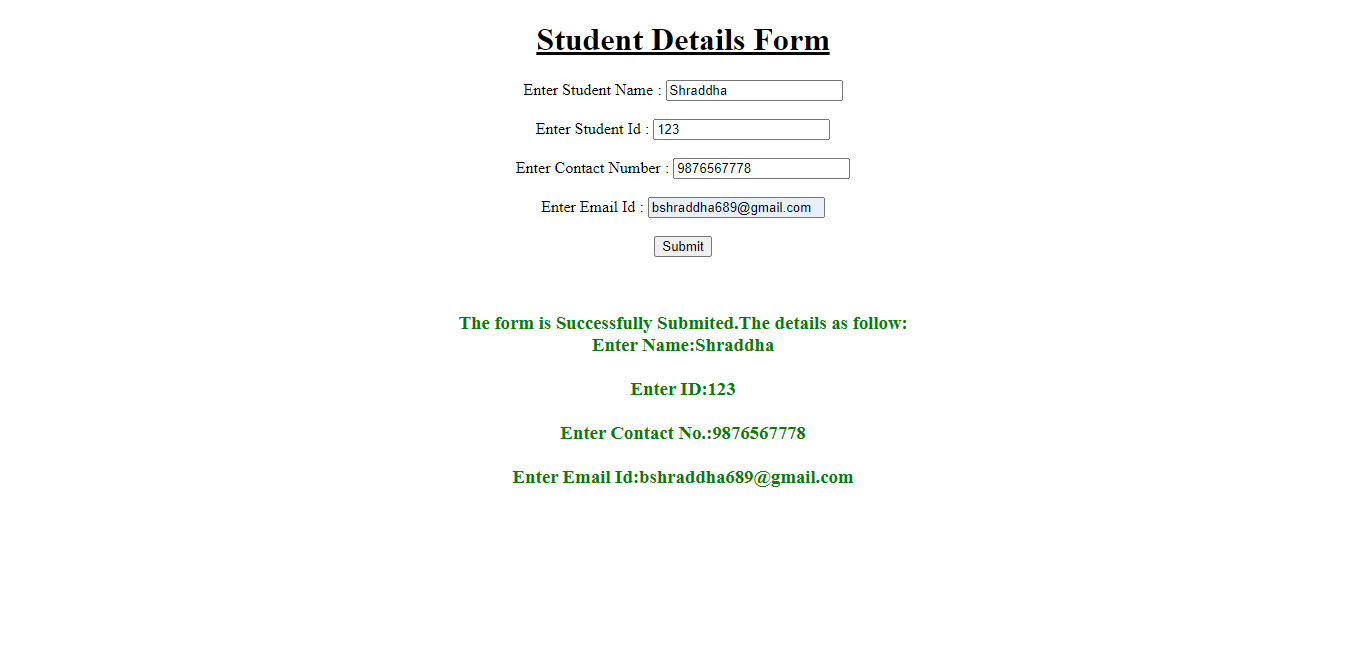 Student Details Form
Enter Student Name : Shraddha
Enter Student Id : 123
Enter Contact Number : 9876567778
Enter Email Id : bshraddha689@gmail.com
Submit
The form is Successfully Submited.The details as follow:
Enter Name:Shraddha
Enter ID:123
Enter Contact No.:9876567778
Enter Email Id:bshraddha689@gmail.com